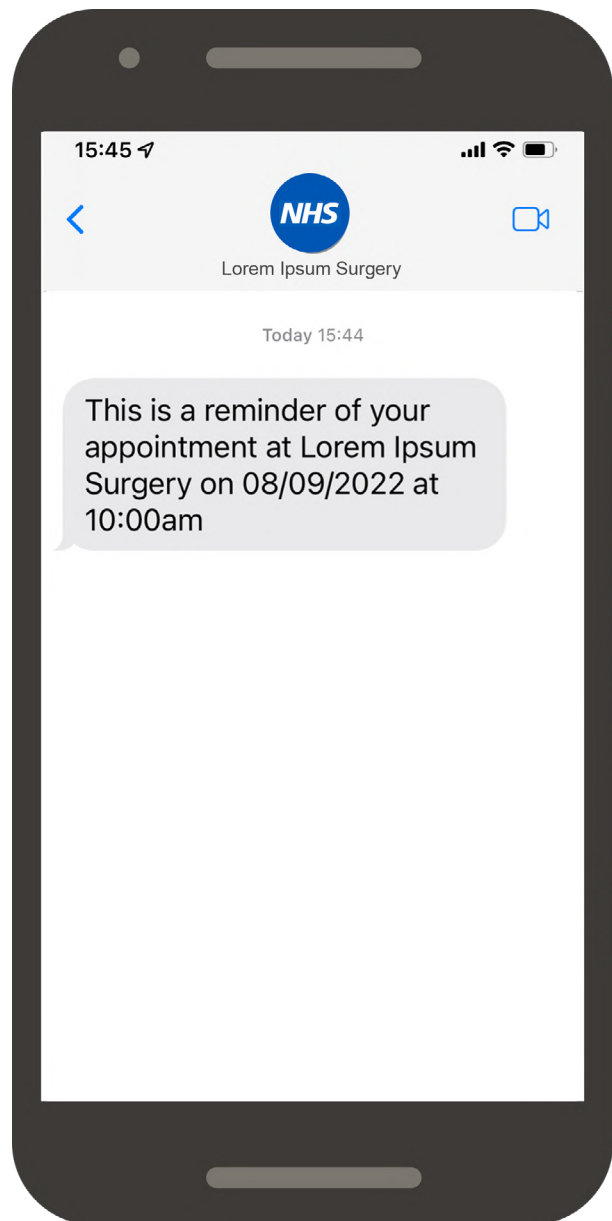 15:45
NHS
Lorem Ipsum Surgery
Today 15:44
This is a reminder of your
appointment at Lorem Ipsum
Surgery on 08/09/2022 at
10:00am